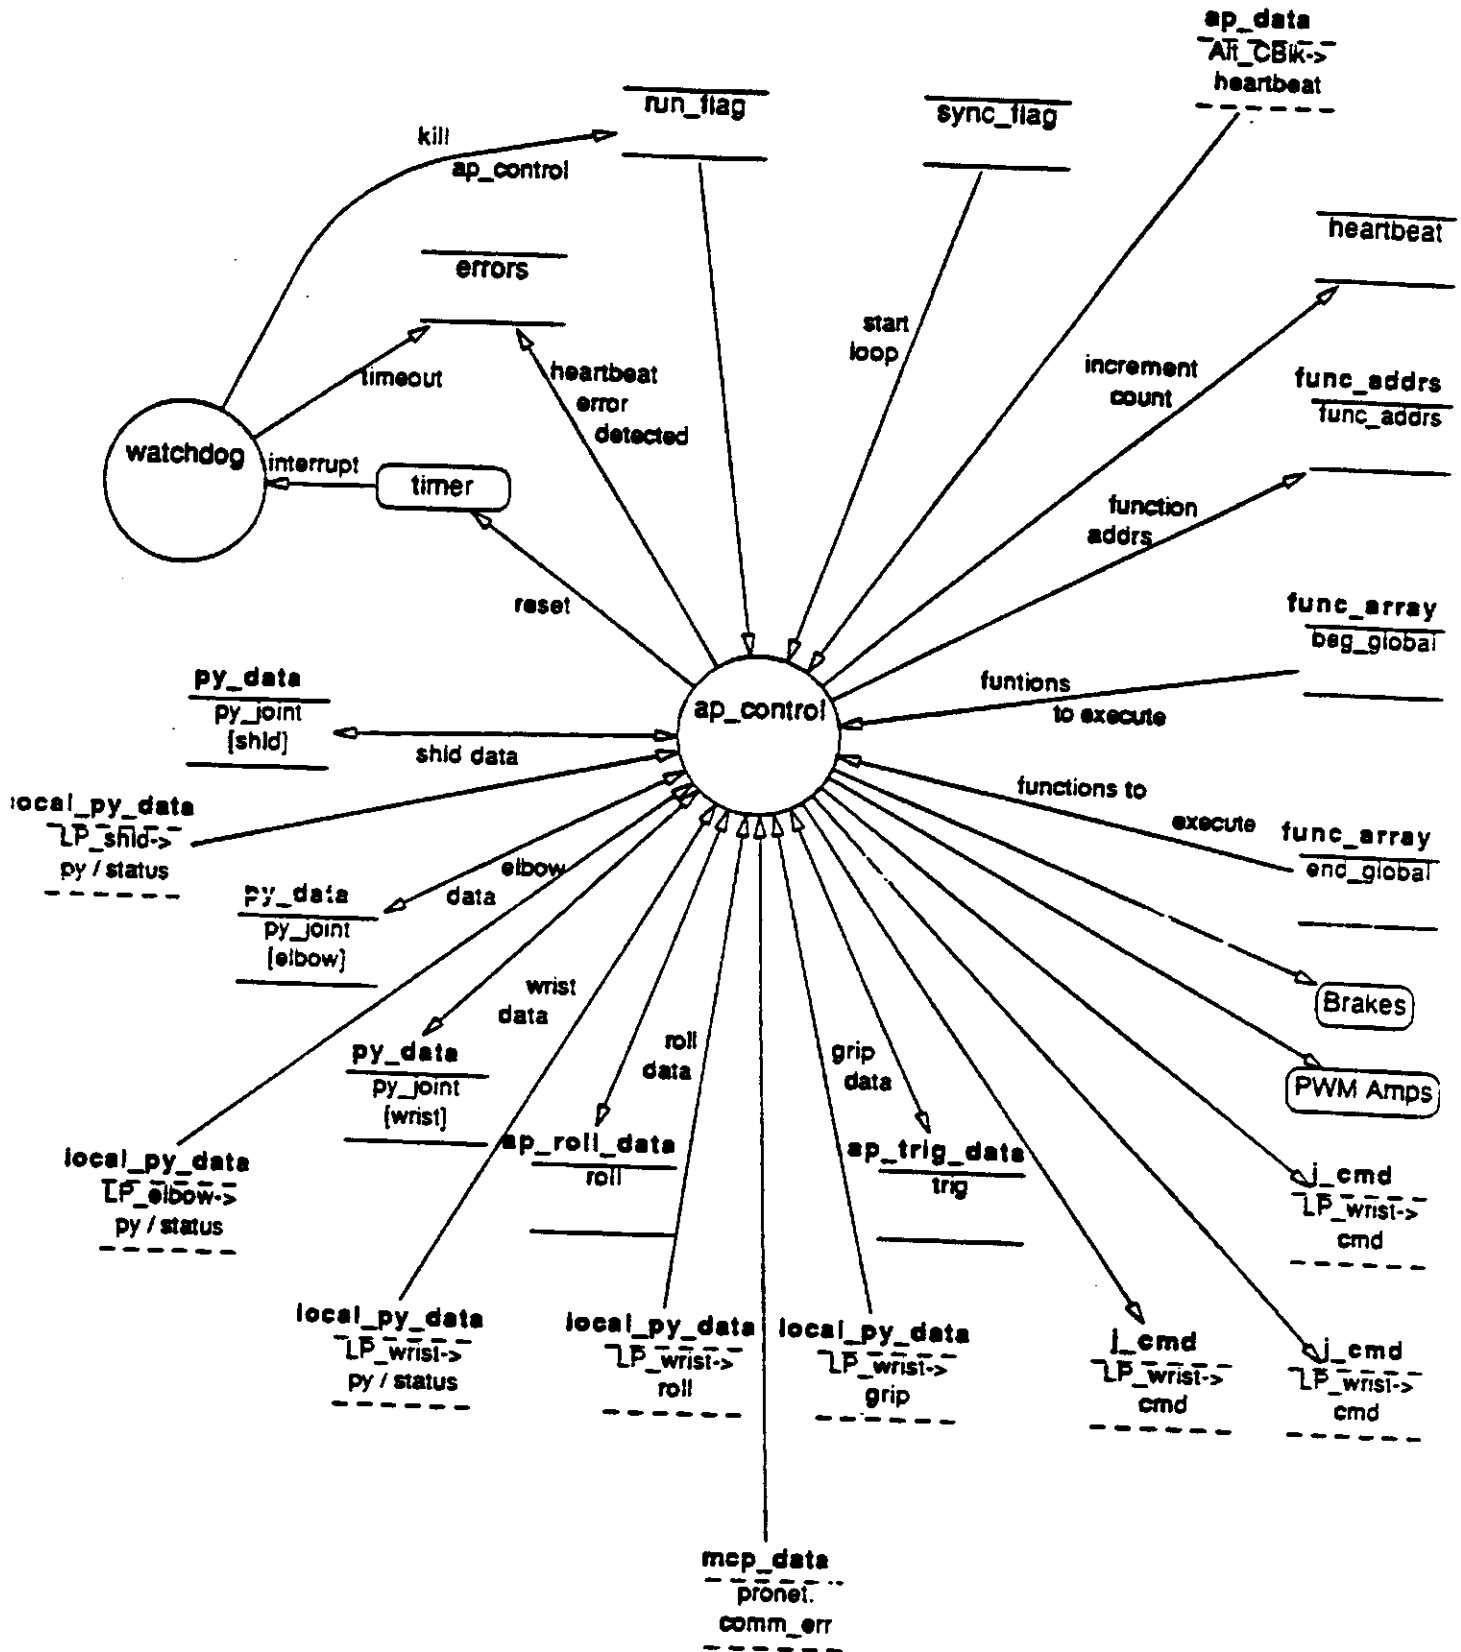 ap_data
Alt_CBlk->
heartbeat
run_flag
sync_flag
kill
ap_control
heartbeat
errors
start
loop
increment
count
timeout
heartbeat
error
detected
func_addrs
func_addrs
watchdog
interrupt
timer
function
addrs
reset
func_array
beg_global
py_data
py_joint
[shld]
ap_control
funtions
to execute
shld data
functions to
execute
local_py_data
LP_shld->
py / status
func_array
end_global
elbow
data
py_data
py_joint
[elbow]
wrist
data
Brakes
py_data
py_joint
[wrist]
roll
data
grip
data
PWM Amps
ap_roll_data
roll
ap_trig_data
trig
local_py_data
LP_elbow->
py / status
j_cmd
LP_wrist->
cmd
local_py_data
LP_wrist->
py / status
local_py_data
LP_wrist->
roll
local_py_data
LP_wrist->
grip
j_cmd
LP_wrist->
cmd
j_cmd
LP_wrist->
cmd
mcp_data
pronet.
comm_err